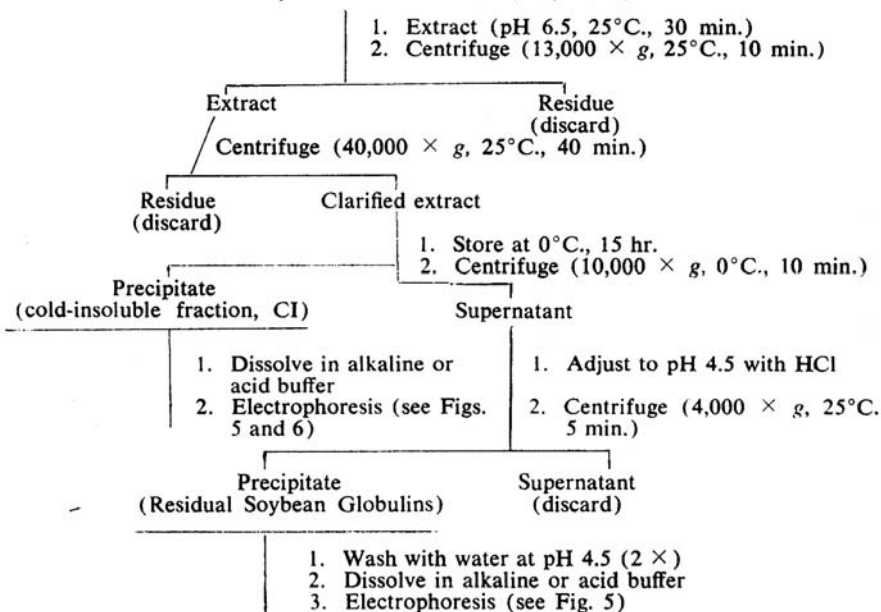 1. Extract (pH 6.5, 25°C., 30 min.)
2. Centrifuge (13,000 × g, 25°C., 10 min.)
Extract
Residue
(discard)
Centrifuge (40,000 × g, 25°C., 40 min.)
Residue
(discard)
Clarified extract
1. Store at 0°C., 15 hr.
2. Centrifuge (10,000 × g, 0°C., 10 min.)
Precipitate
(cold-insoluble fraction, CI)
Supernatant
1. Dissolve in alkaline or
acid buffer
2. Electrophoresis (see Figs.
5 and 6)
1. Adjust to pH 4.5 with HCl
2. Centrifuge (4,000 × g, 25°C.
5 min.)
Precipitate
(Residual Soybean Globulins)
Supernatant
(discard)
1. Wash with water at pH 4.5 (2 ×)
2. Dissolve in alkaline or acid buffer
3. Electrophoresis (see Fig. 5)